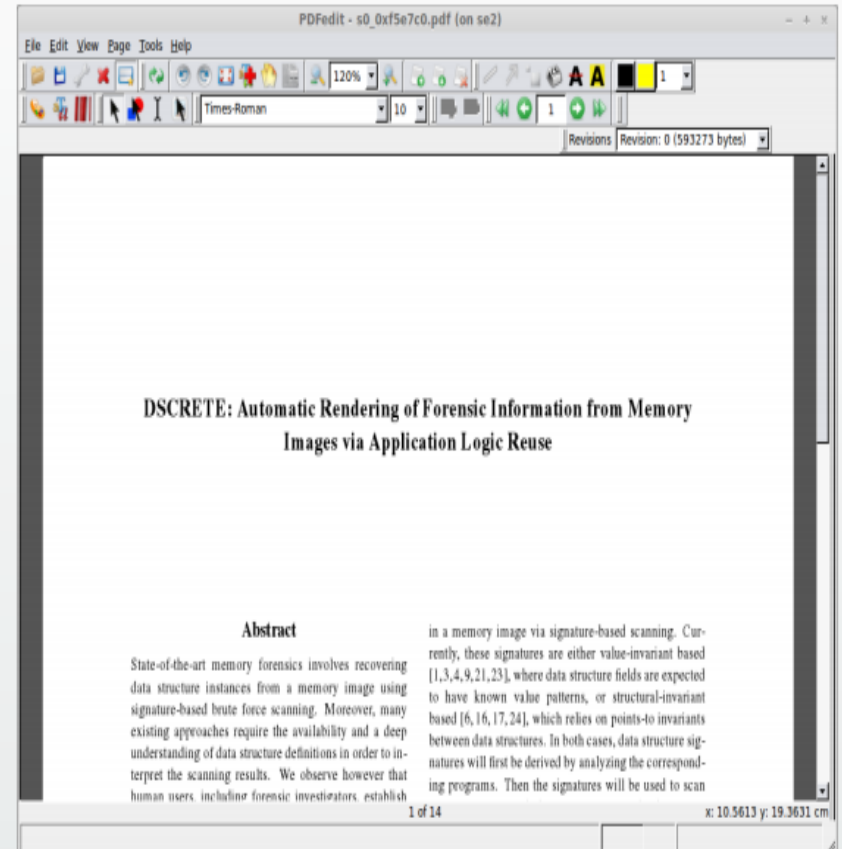 PDFedit - s0_0xf5e7c0.pdf (on se2)
File Edit View Page Tools Help
120%
1
Times-Roman
10
1
Revisions Revision: 0 (593273 bytes)
DSCRETE: Automatic Rendering of Forensic Information from Memory
Images via Application Logic Reuse
Abstract
State-of-the-art memory forensics involves recovering
data structure instances from a memory image using
signature-based brute force scanning. Moreover, many
existing approaches require the availability and a deep
understanding of data structure definitions in order to in-
terpret the scanning results. We observe however that
human users, including forensic investigators, establish
in a memory image via signature-based scanning. Cur-
rently, these signatures are either value-invariant based
[1,3,4,9,21,23], where data structure fields are expected
to have known value patterns, or structural-invariant
based [6,16,17,24], which relies on points-to invariants
between data structures. In both cases, data structure sig-
natures will first be derived by analyzing the correspond-
ing programs. Then the signatures will be used to scan
1 of 14
x: 10.5613 y: 19.3631 cm